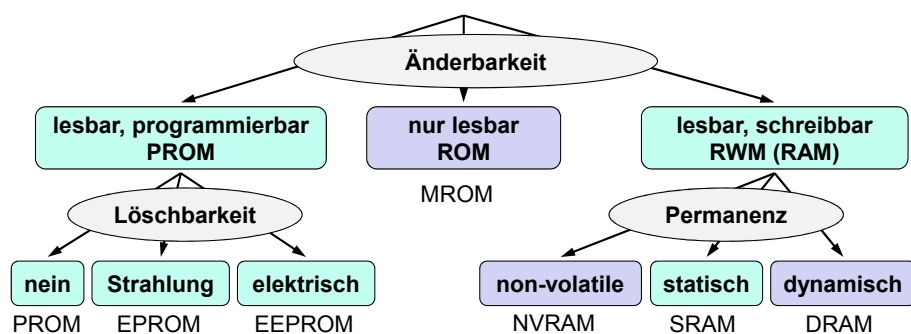 Änderbarkeit
lesbar, programmierbar
PROM
nur lesbar
ROM
lesbar, schreibbar
RWM (RAM)
MROM
Löschbarkeit
Permanenz
nein
Strahlung
elektrisch
non-volatile
statisch
dynamisch
PROM
EPROM
EEPROM
NVRAM
SRAM
DRAM